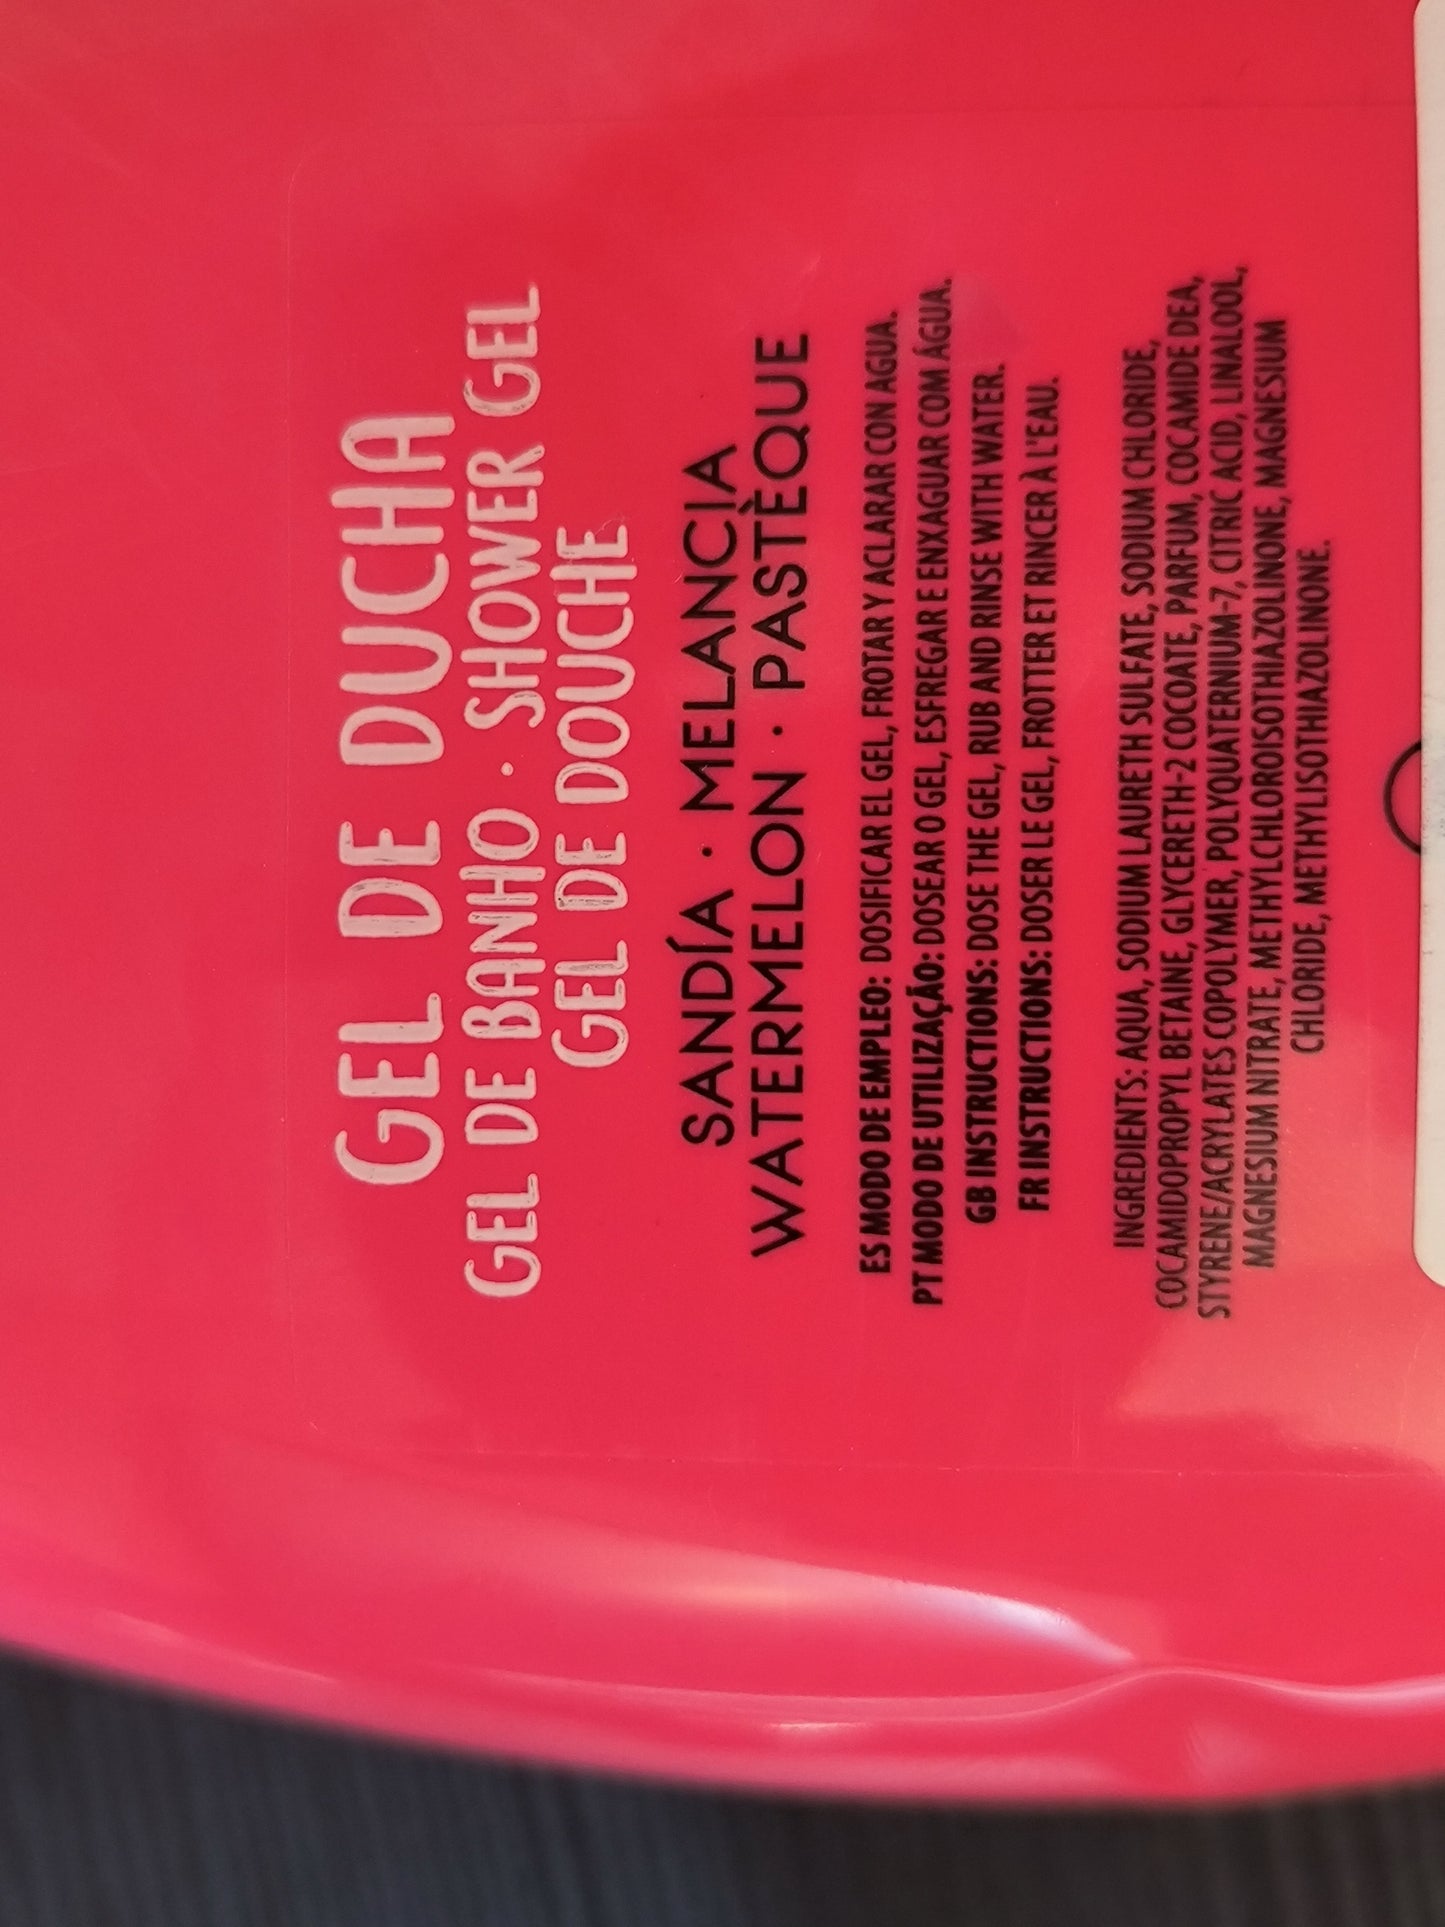 GEL DE DUCHA
GEL DE BANHO · SHOWER GEL
GEL DE DOUCHE
SANDÍA · MELANCIA
WATERMELON · PASTÈQUE
ES MODO DE EMPLEO: DOSIFICAR EL GEL, FROTAR Y ACLARAR CON AGUA.
PT MODO DE UTILIZAÇÃO: DOSEAR O GEL, ESFREGAR E ENXAGUAR COM ÁGUA.
GB INSTRUCTIONS: DOSE THE GEL, RUB AND RINSE WITH WATER.
FR INSTRUCTIONS: DOSER LE GEL, FROTTER ET RINCER À L'EAU.
INGREDIENTS: AQUA, SODIUM LAURETH SULFATE, SODIUM CHLORIDE,
COCAMIDOPROPYL BETAINE, GLYCERETH-2 COCOATE, PARFUM, COCAMIDE DEA,
STYRENE/ACRYLATES COPOLYMER, POLYQUATERNIUM-7, CITRIC ACID, LINALOOL,
MAGNESIUM NITRATE, METHYLCHLOROISOTHIAZOLINONE, MAGNESIUM
CHLORIDE, METHYLISOTHIAZOLINONE.